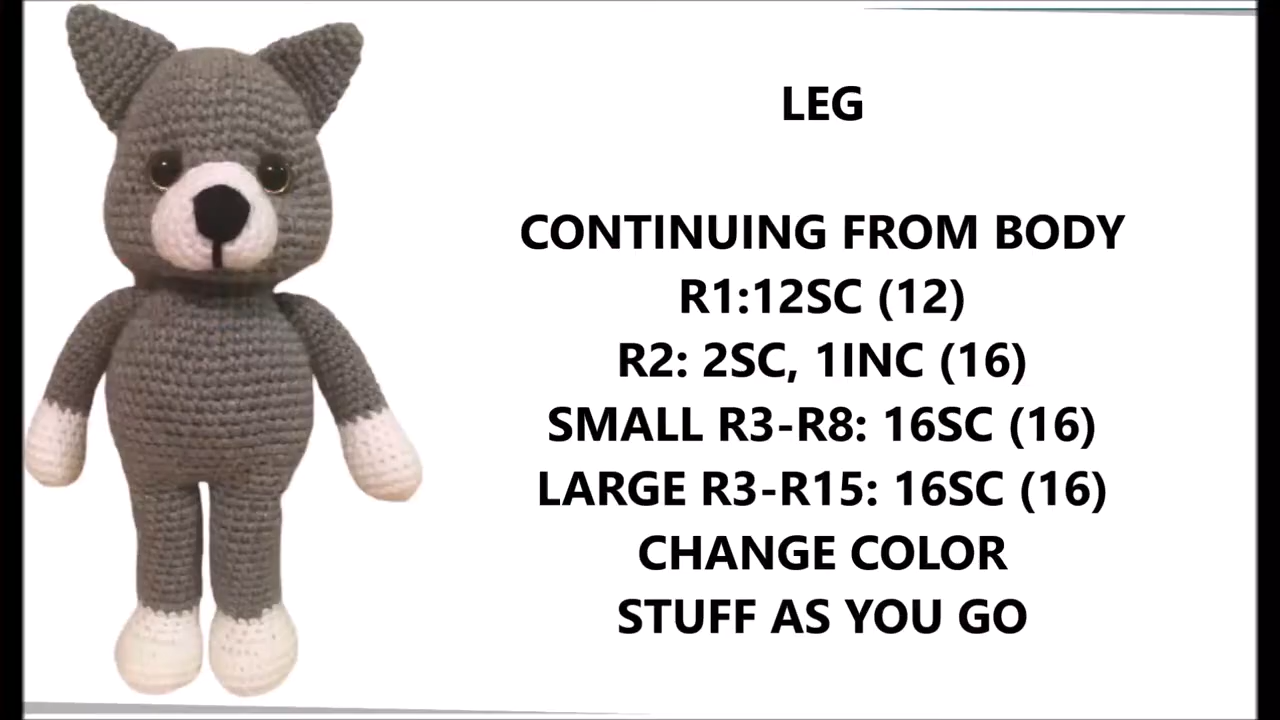 LEG
CONTINUING FROM BODY
R1:12SC (12)
R2: 2SC, 1INC (16)
SMALL R3-R8: 16SC (16)
LARGE R3-R15: 16SC (16)
CHANGE COLOR
STUFF AS YOU GO